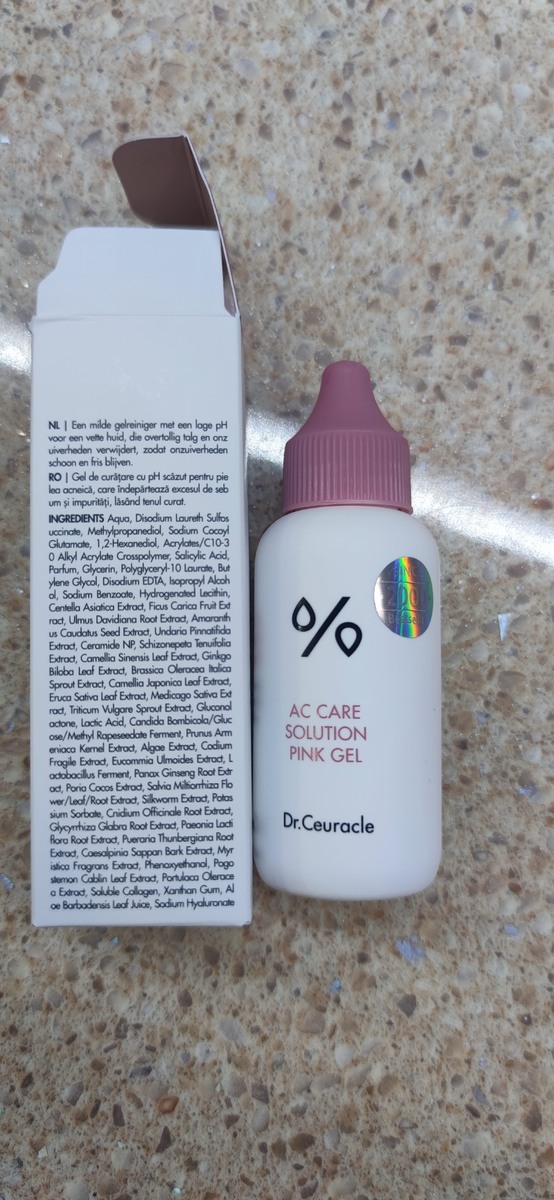 NL | Een milde gelreiniger met een lage pH
voor een vette huid, die overtollig talg en onz
uiverheden verwijdert, zodat onzuiverheden
schoon en fris blijven.
RO | Gel de curățare cu pH scăzut pentru pie
lea acneică, care îndepărtează excesul de seb
um și impurități, lăsând tenul curat.
INGREDIENTS Aqua, Disodium Laureth Sulfos
uccinate, Methylpropanediol, Sodium Cocoyl
Glutamate, 1,2-Hexanediol, Acrylates/C10-3
0 Alkyl Acrylate Crosspolymer, Salicylic Acid,
Parfum, Glycerin, Polyglyceryl-10 Laurate, But
ylene Glycol, Disodium EDTA, Isopropyl Alcoh
ol, Sodium Benzoate, Hydrogenated Lecithin,
Centella Asiatica Extract, Ficus Carica Fruit Ext
ract, Ulmus Davidiana Root Extract, Amaranth
us Caudatus Seed Extract, Undaria Pinnatifida
Extract, Ceramide NP, Schizonepeta Tenuifolia
Extract, Camellia Sinensis Leaf Extract, Ginkgo
Biloba Leaf Extract, Brassica Oleracea Italica
Sprout Extract, Camellia Japonica Leaf Extract,
Eruca Sativa Leaf Extract, Medicago Sativa Ext
ract, Triticum Vulgare Sprout Extract, Gluconol
actone, Lactic Acid, Candida Bombicola/Gluc
ose/Methyl Rapeseedate Ferment, Prunus Arm
eniaca Kernel Extract, Algae Extract, Codium
Fragile Extract, Eucommia Ulmoides Extract, L
actobacillus Ferment, Panax Ginseng Root Extr
act, Poria Cocos Extract, Salvia Miltiorrhiza Flo
wer/Leaf/Root Extract, Silkworm Extract, Potas
sium Sorbate, Cnidium Officinale Root Extract,
Glycyrrhiza Glabra Root Extract, Paeonia Lacti
flora Root Extract, Pueraria Thunbergiana Root
Extract, Caesalpinia Sappan Bark Extract, Myr
istica Fragrans Extract, Phenoxyethanol, Pogo
stemon Cablin Leaf Extract, Portulaca Olerace
a Extract, Soluble Collagen, Xanthan Gum, Al
oe Barbadensis Leaf Juice, Sodium Hyaluronate
%
AC CARE
SOLUTION
PINK GEL
Dr.Ceuracle